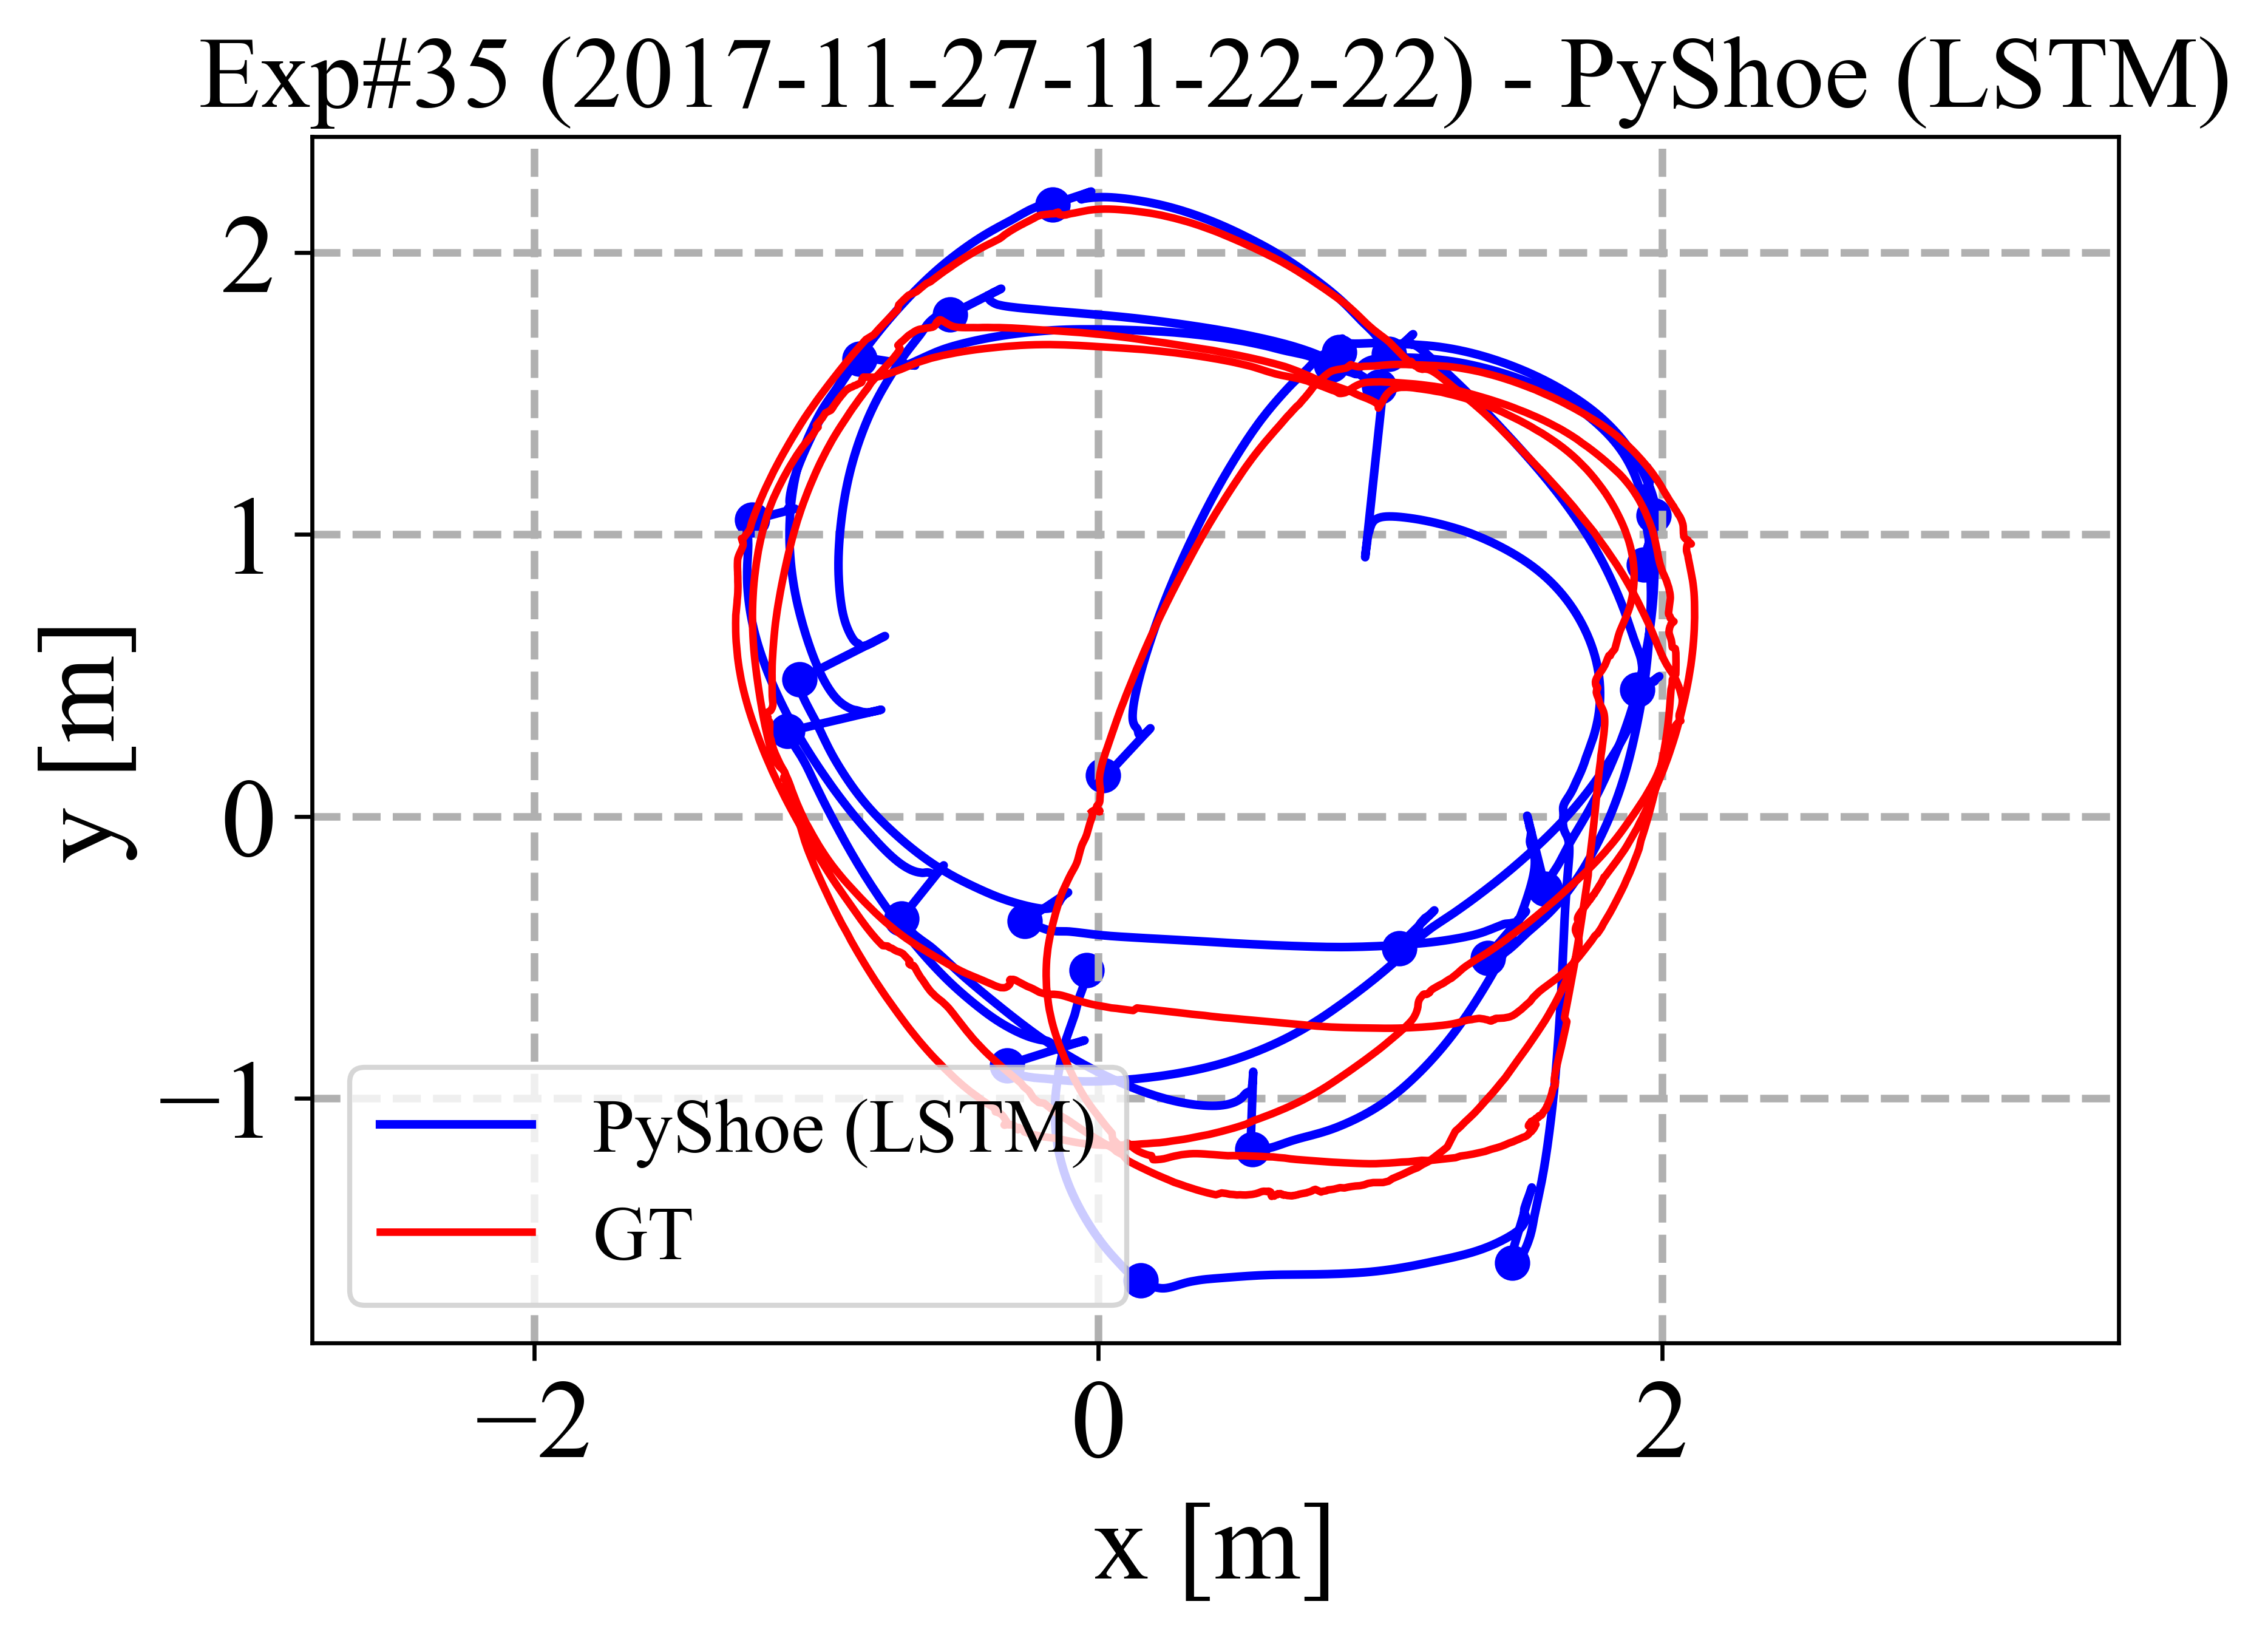 Exp#35 (2017-11-27-11-22-22) - PyShoe (LSTM)
y [m]
2
1
0
−1
PyShoe (LSTM)
GT
−2
0
2
x [m]